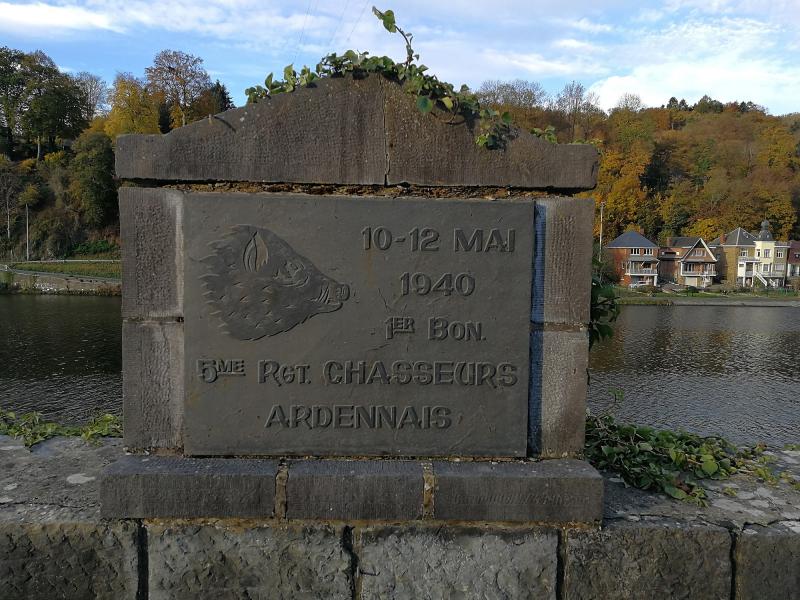 10-12 MAI
1940
1ER BON.
5ME RGT. CHASSEURS
ARDENNAIS